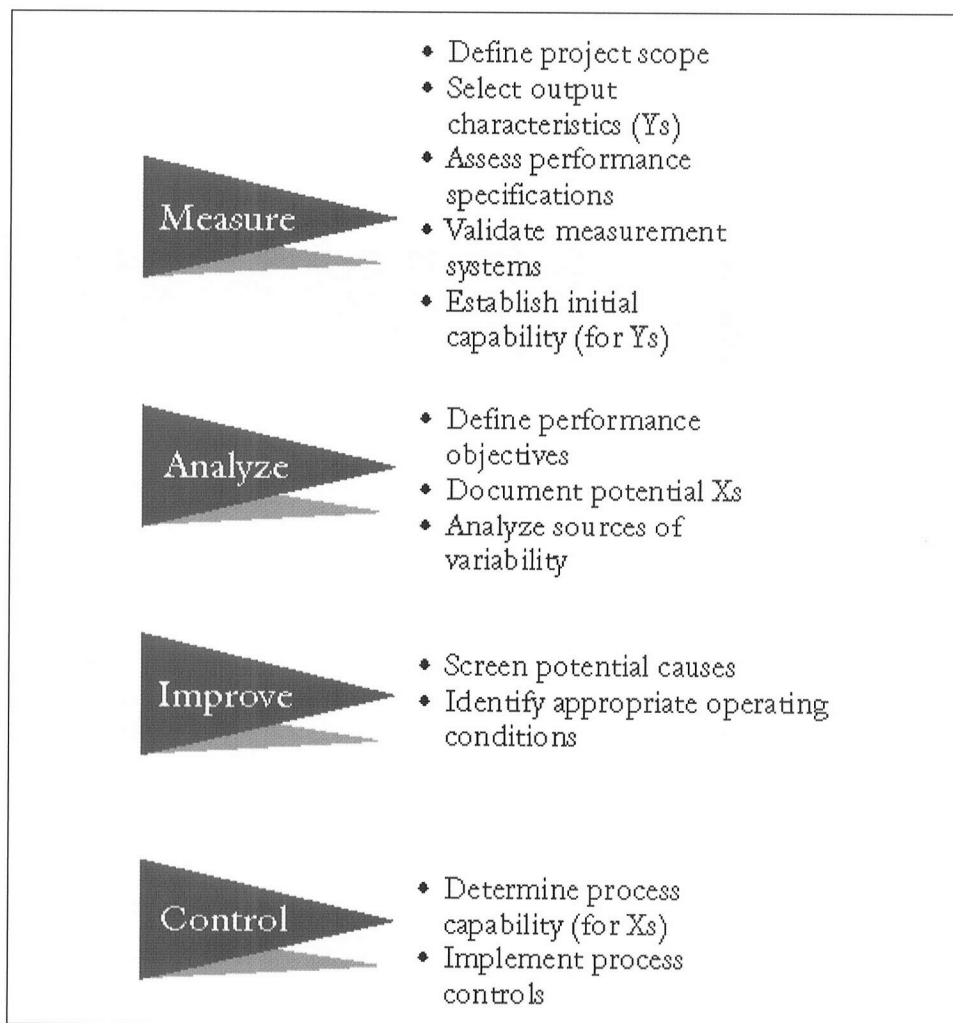 Measure
• Define project scope
• Select output
characteristics (Ys)
• Assess performance
specifications
• Validate measurement
systems
• Establish initial
capability (for Ys)
Analyze
• Define performance
objectives
• Document potential Xs
• Analyze sources of
variability
Improve
• Screen potential causes
• Identify appropriate operating
conditions
Control
• Determine process
capability (for Xs)
• Implement process
controls